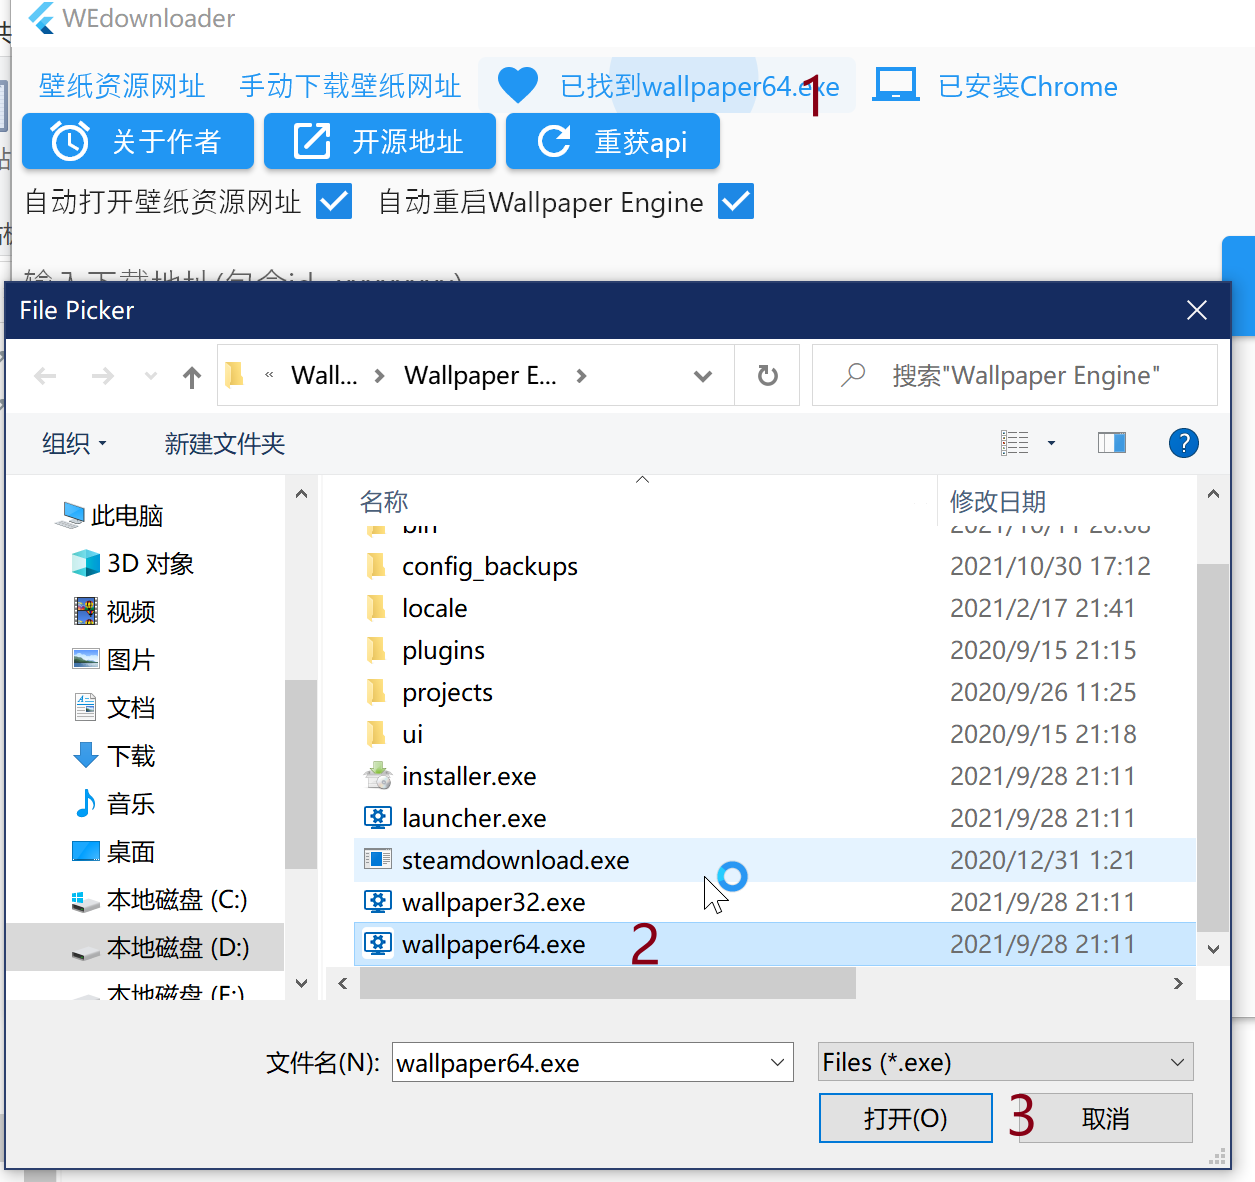 WEdownloader
壁纸资源网址 手动下载壁纸网址 已找到wallpaper64.exe 已安装Chrome
1
关于作者 开源地址 重获api
自动打开壁纸资源网址 自动重启Wallpaper Engine
File Picker
« Wall... Wallpaper E... 搜索"Wallpaper Engine"
组织 新建文件夹 ?
名称 修改日期
此电脑
3D 对象
视频
图片
文档
下载
音乐
桌面
本地磁盘 (C:)
本地磁盘 (D:)
bin 2021/10/11 20:08
config_backups 2021/10/30 17:12
locale 2021/2/17 21:41
plugins 2020/9/15 21:15
projects 2020/9/26 11:25
ui 2020/9/15 21:18
installer.exe 2021/9/28 21:11
launcher.exe 2021/9/28 21:11
steamdownload.exe 2020/12/31 1:21
wallpaper32.exe 2021/9/28 21:11
wallpaper64.exe 2 2021/9/28 21:11
文件名(N): wallpaper64.exe Files (*.exe)
打开(O) 3 取消